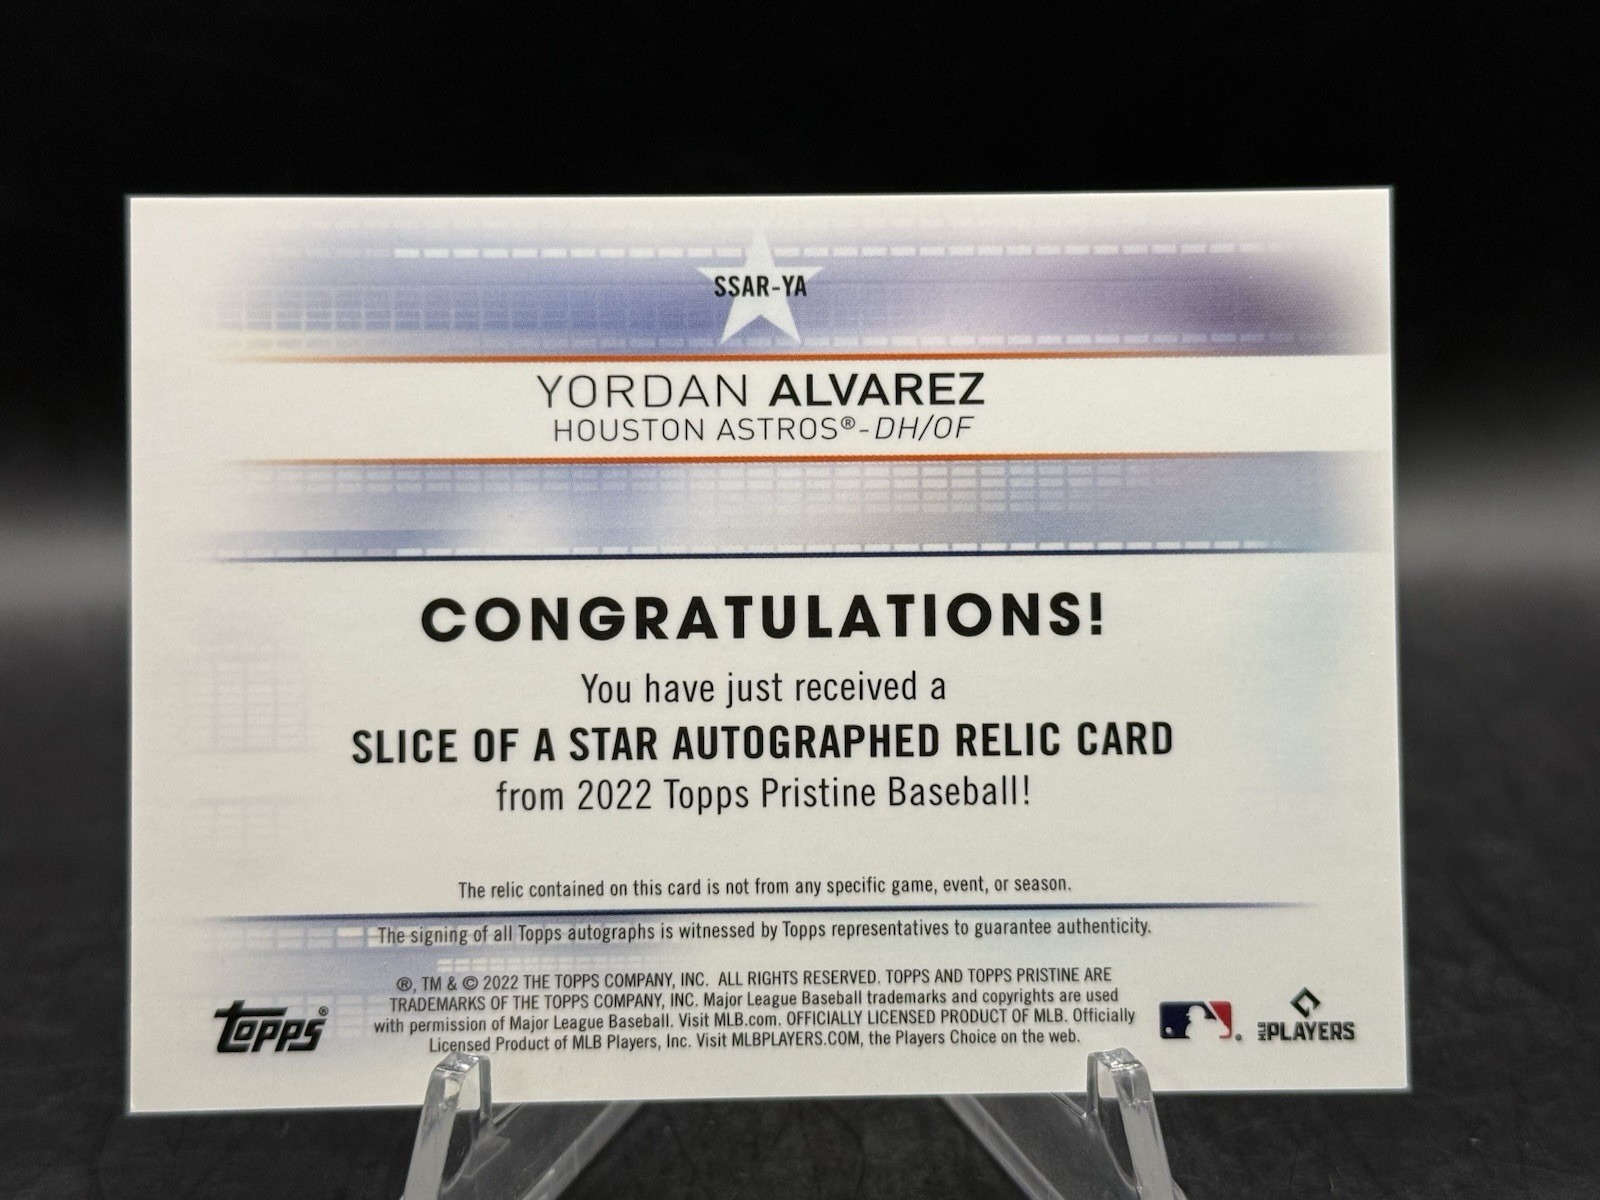 SSAR-YA
YORDAN ALVAREZ
HOUSTON ASTROS®-DH/OF
CONGRATULATIONS!
You have just received a
SLICE OF A STAR AUTOGRAPHED RELIC CARD
from 2022 Topps Pristine Baseball!
The relic contained on this card is not from any specific game, event, or season.
The signing of all Topps autographs is witnessed by Topps representatives to guarantee authenticity.
®, TM & © 2022 THE TOPPS COMPANY, INC. ALL RIGHTS RESERVED. TOPPS AND TOPPS PRISTINE ARE
TRADEMARKS OF THE TOPPS COMPANY, INC. Major League Baseball trademarks and copyrights are used
with permission of Major League Baseball. Visit MLB.com. OFFICIALLY LICENSED PRODUCT OF MLB. Officially
Licensed Product of MLB Players, Inc. Visit MLBPLAYERS.COM, the Players Choice on the web.
Topps®
MLB PLAYERS